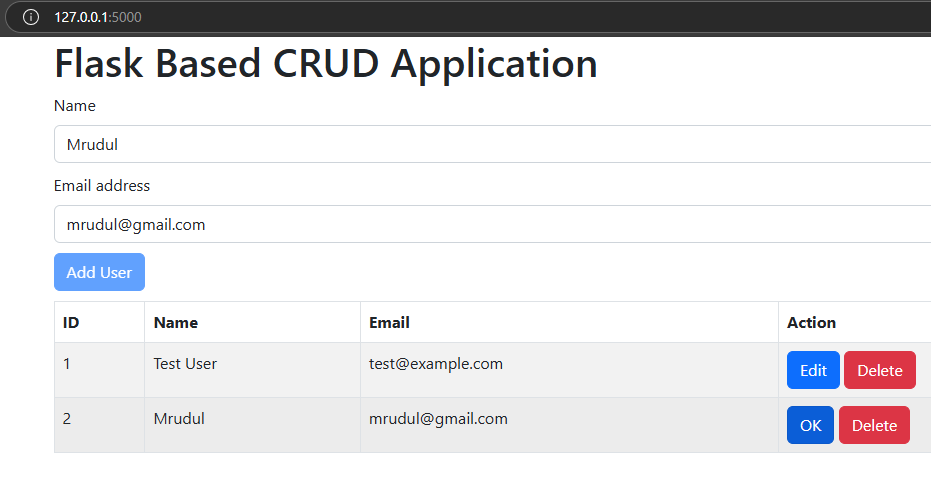 127.0.0.1:5000
Flask Based CRUD Application
Name
Mrudul
Email address
mrudul@gmail.com
Add User
ID Name Email Action
1 Test User test@example.com Edit Delete
2 Mrudul mrudul@gmail.com OK Delete